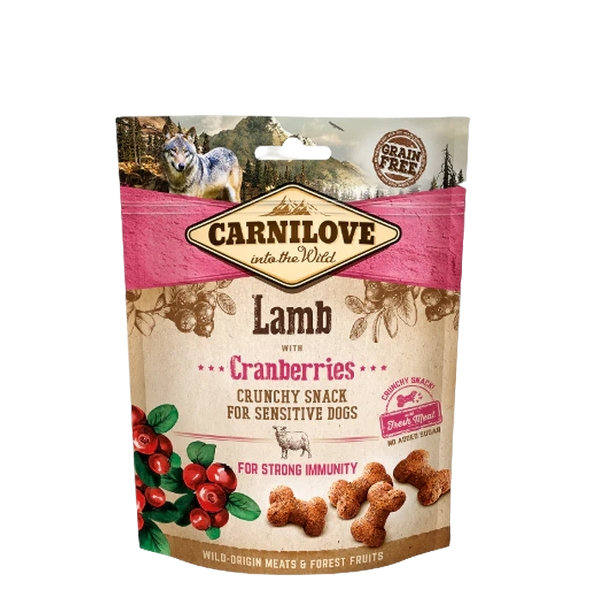 GRAIN
FREE
CARNILOVE
into the Wild
Lamb
WITH
Cranberries
CRUNCHY SNACK
FOR SENSITIVE DOGS
CRUNCHY SNACK!
Fresh Meat
NO ADDED SUGAR
FOR STRONG IMMUNITY
WILD-ORIGIN MEATS & FOREST FRUITS